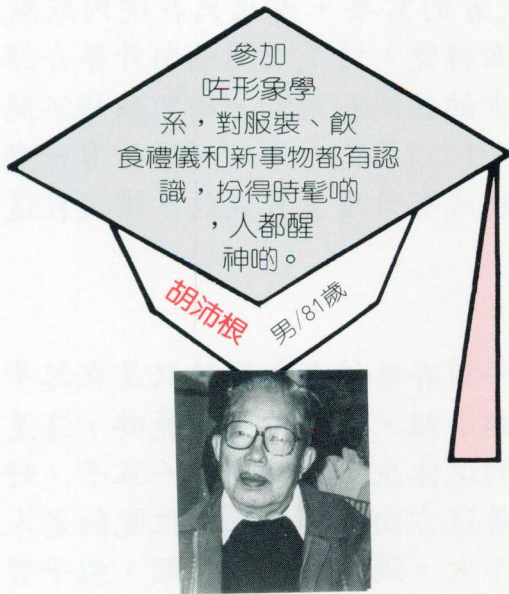 參加
咗形象學
系，對服裝、飲
食禮儀和新事物都有認
識，扮得時髦啲
，人都醒
神啲。
胡沛根 男/81歲